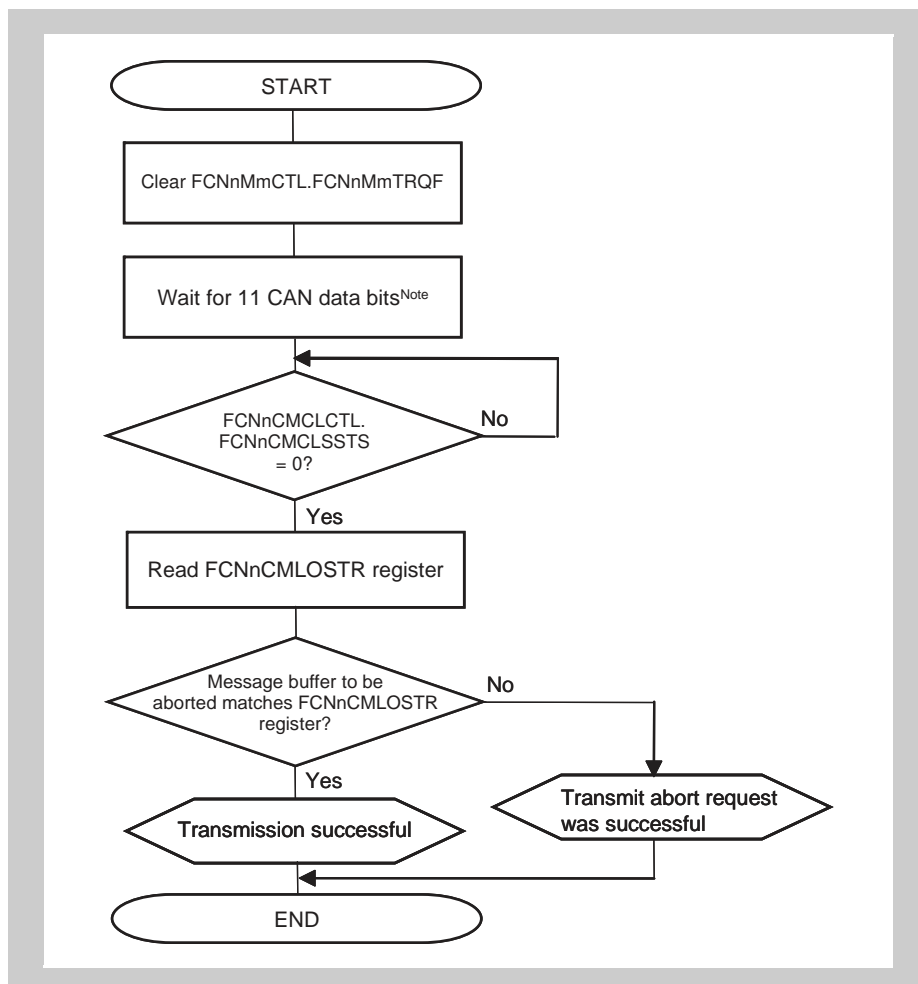 START
Clear FCNnMmCTL.FCNnMmTRQF
Wait for 11 CAN data bitsNote
FCNnCMCLCTL.
FCNnCMCLSSTS
= 0?
No
Yes
Read FCNnCMLOSTR register
Message buffer to be
aborted matches FCNnCMLOSTR
register?
No
Yes
Transmit abort request
was successful
Transmission successful
END